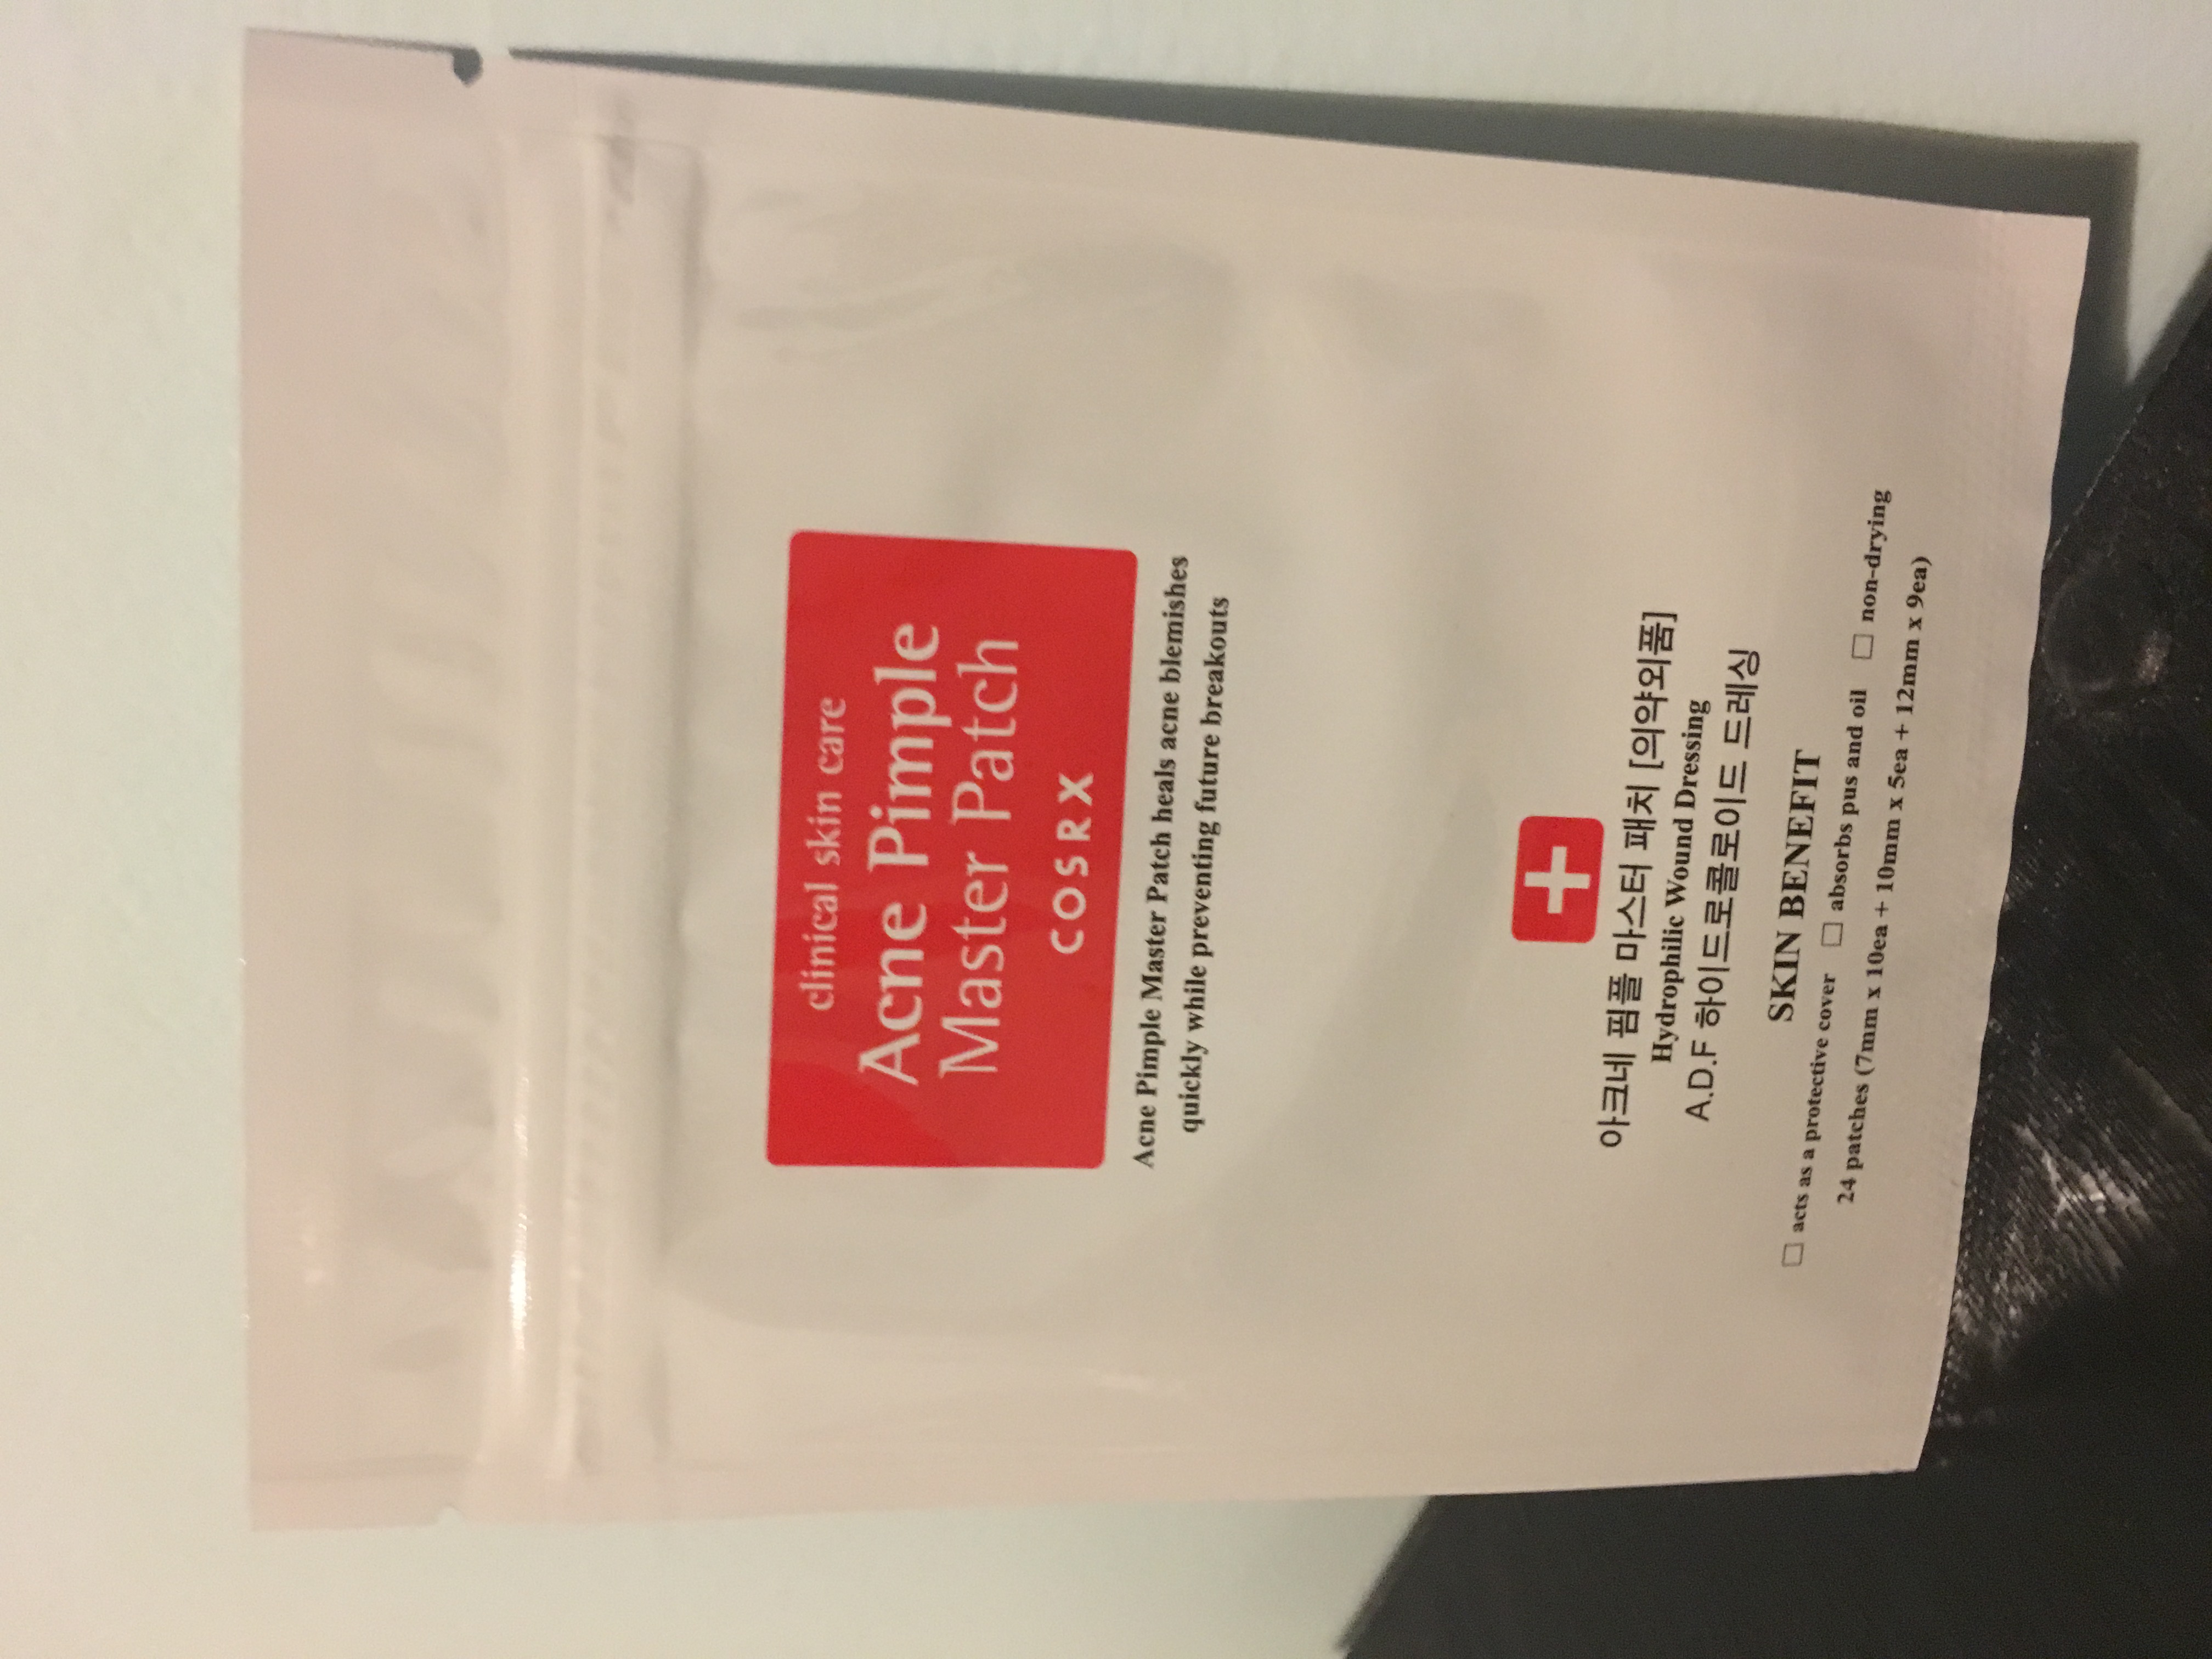 clinical skin care
Acne Pimple
Master Patch
COSRX
Acne Pimple Master Patch heals acne blemishes
quickly while preventing future breakouts
아크네 핌플 마스터 패치 [의약외품]
Hydrophilic Wound Dressing
A.D.F 하이드로콜로이드 드레싱
SKIN BENEFIT
□ acts as a protective cover □ absorbs pus and oil □ non-drying
24 patches (7mm x 10ea + 10mm x 5ea + 12mm x 9ea)